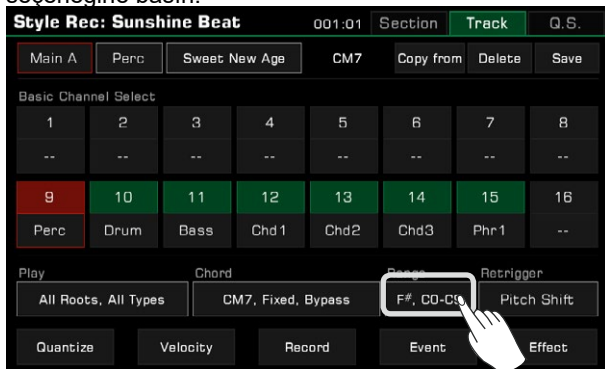 seçeneğine basın.
Style Rec: Sunshine Beat 001:01 Section Track Q.S.
Main A Perc Sweet New Age CM7 Copy from Delete Save
Basic Channel Select
1 2 3 4 5 6 7 8
-- -- -- -- -- -- -- --
9 10 11 12 13 14 15 16
Perc Drum Bass Chd1 Chd2 Chd3 Phr1 --
Play Chord Range Retrigger
All Roots, All Types CM7, Fixed, Bypass F#, C0-C9 Pitch Shift
Quantize Velocity Record Event Effect